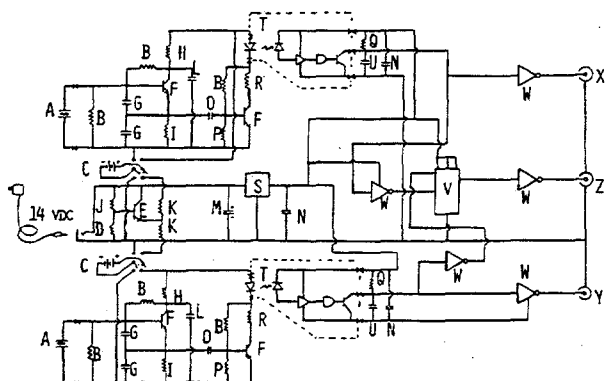 T
B H L Q
F R U N
A B G O F
G I P
W X
C
S W V W Z
14 VDC
J E K M N
D K
C T W W
B H L Q Y
A B G F O B R U N
G I P F